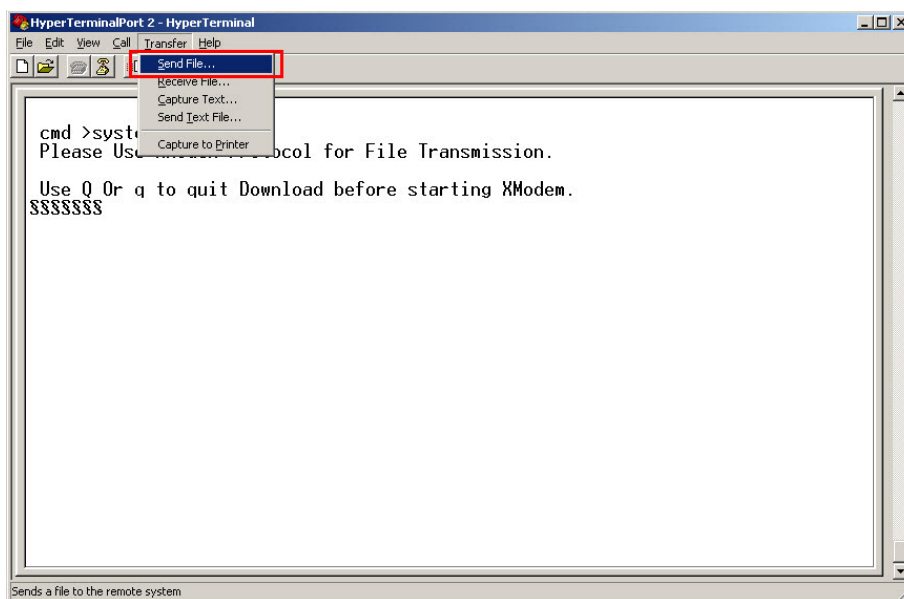 HyperTerminalPort 2 - HyperTerminal
File Edit View Call Transfer Help
Send File...
Receive File...
Capture Text...
Send Text File...
Capture to Printer
cmd >syst
Please Use Protocol for File Transmission.
Use Q Or q to quit Download before starting XModem.
§§§§§§§
Sends a file to the remote system